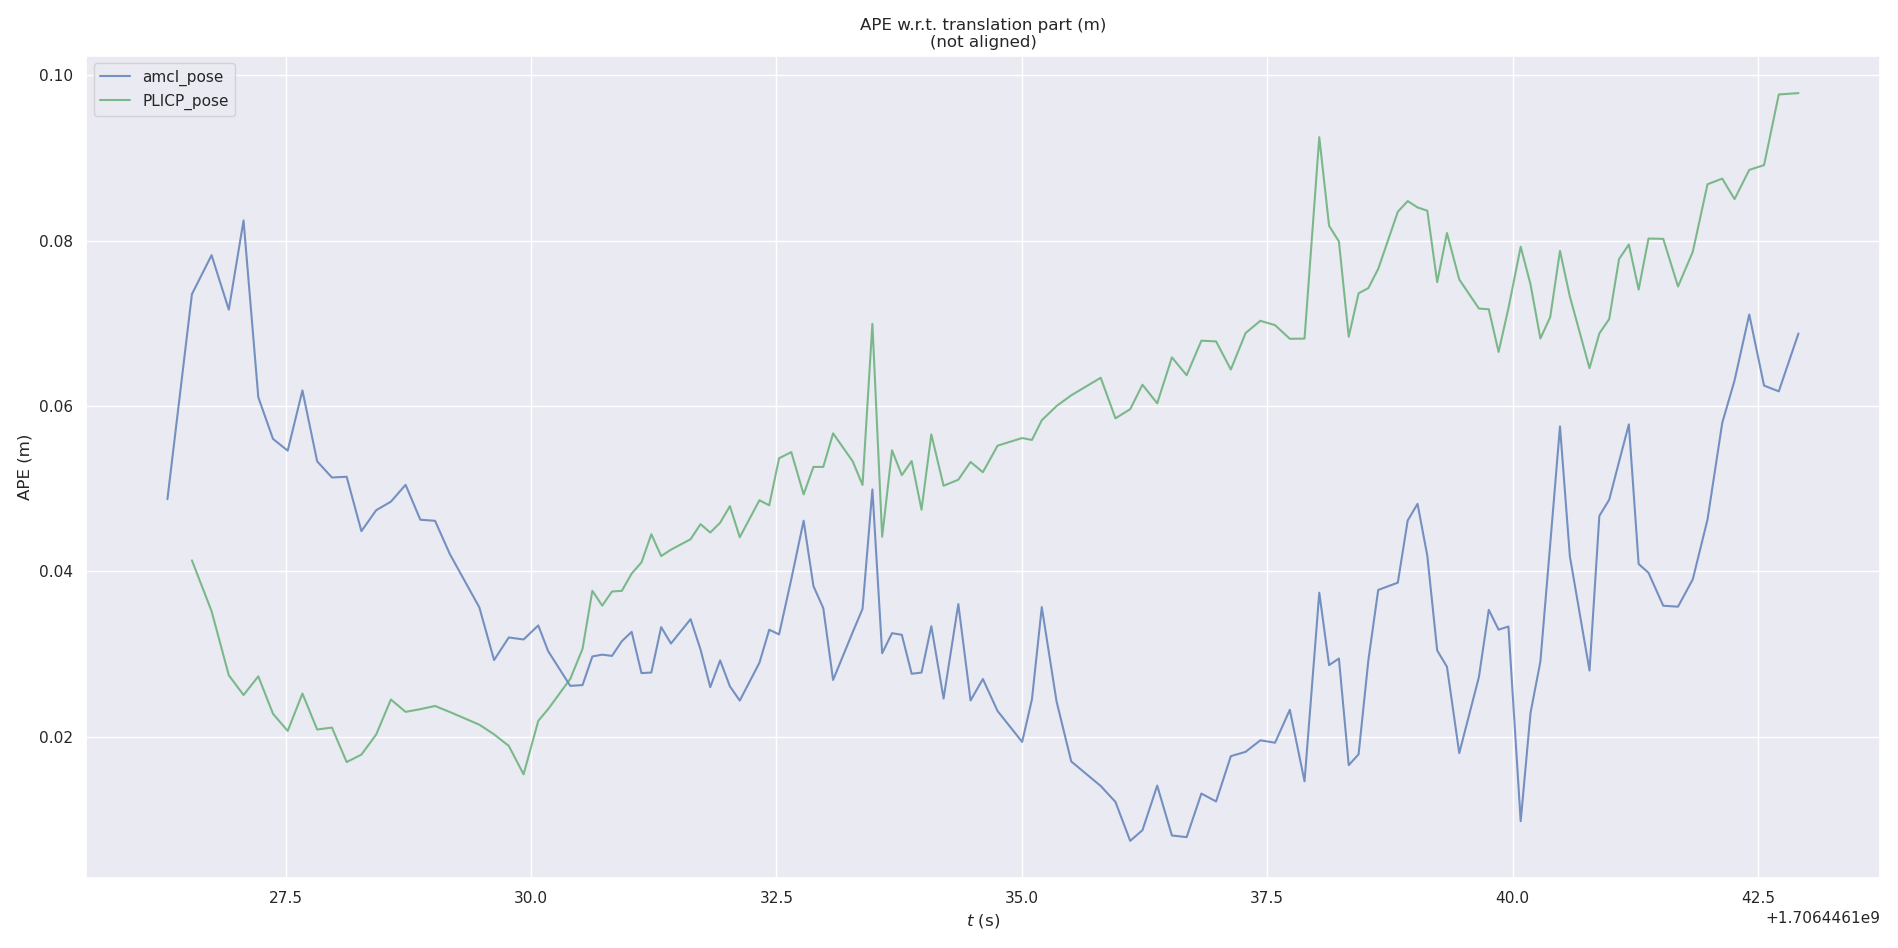 APE w.r.t. translation part (m)
(not aligned)
amcl_pose
PLICP_pose
0.10
0.08
0.06
0.04
0.02
APE (m)
27.5 30.0 32.5 35.0 37.5 40.0 42.5
t (s)
+1.7064461e9